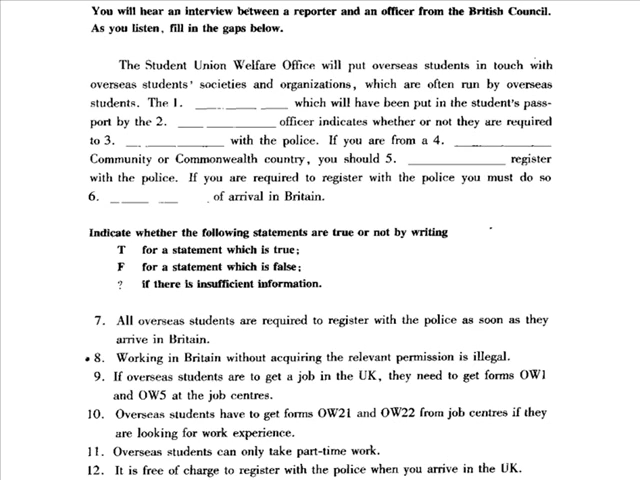 You will hear an interview between a reporter and an officer from the British Council.
As you listen, fill in the gaps below.
The Student Union Welfare Office will put overseas students in touch with
overseas students' societies and organizations, which are often run by overseas
students. The 1. ____ ____ which will have been put in the student's pass-
port by the 2. ____ ____ officer indicates whether or not they are required
to 3. ____ ____ with the police. If you are from a 4. ____
Community or Commonwealth country, you should 5. ____ register
with the police. If you are required to register with the police you must do so
6. ____ ____ of arrival in Britain.
Indicate whether the following statements are true or not by writing
T for a statement which is true;
F for a statement which is false;
? if there is insufficient information.
7. All overseas students are required to register with the police as soon as they
arrive in Britain.
8. Working in Britain without acquiring the relevant permission is illegal.
9. If overseas students are to get a job in the UK, they need to get forms OW1
and OW5 at the job centres.
10. Overseas students have to get forms OW21 and OW22 from job centres if they
are looking for work experience.
11. Overseas students can only take part-time work.
12. It is free of charge to register with the police when you arrive in the UK.